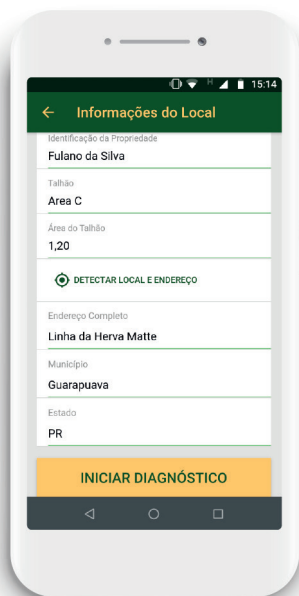 H 15:14
Informações do Local
Identificação da Propriedade
Fulano da Silva
Talhão
Area C
Área do Talhão
1,20
DETECTAR LOCAL E ENDEREÇO
Endereço Completo
Linha da Herva Matte
Município
Guarapuava
Estado
PR
INICIAR DIAGNÓSTICO